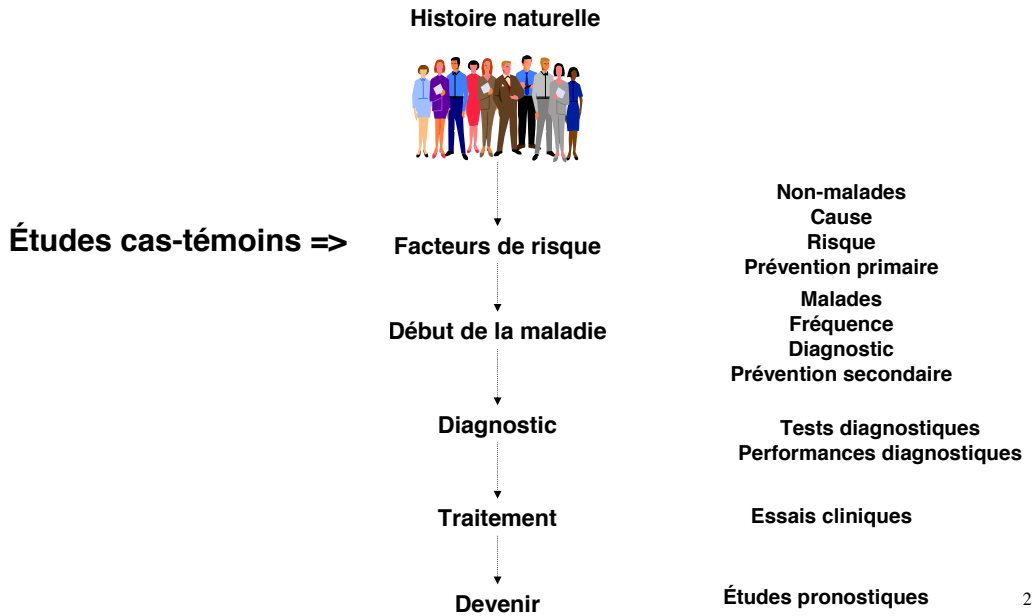 Histoire naturelle
Études cas-témoins =>
Facteurs de risque
Non-malades
Cause
Risque
Prévention primaire
Début de la maladie
Malades
Fréquence
Diagnostic
Prévention secondaire
Diagnostic
Tests diagnostiques
Performances diagnostiques
Traitement
Essais cliniques
Devenir
Études pronostiques
2